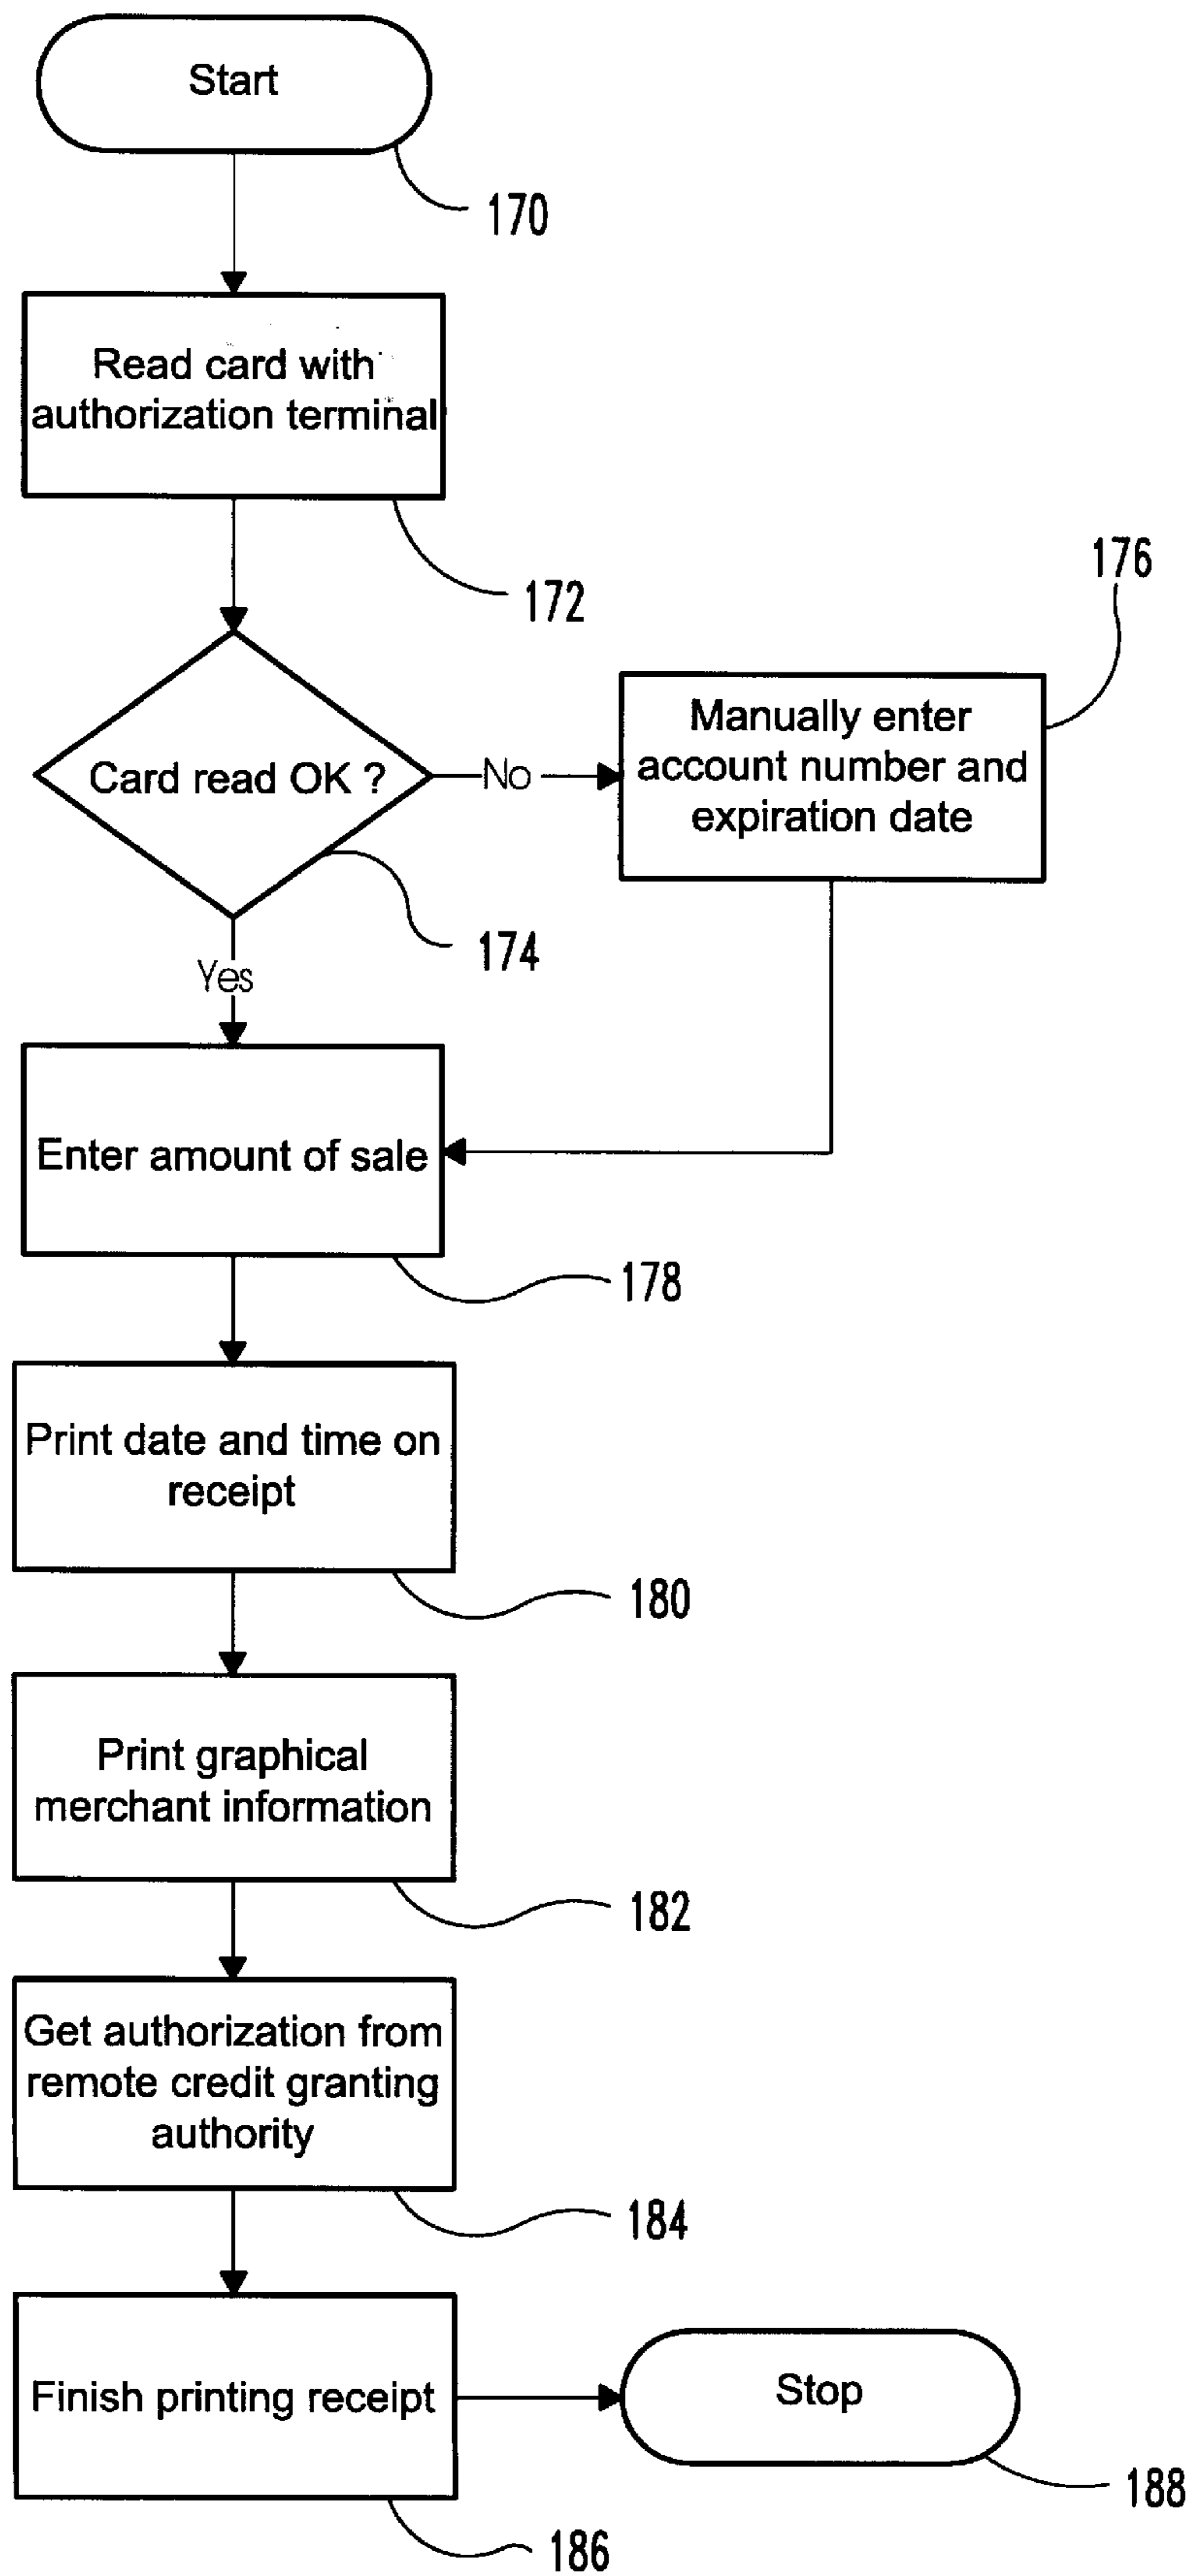 Start
170
Read card with
authorization terminal
172
176
Manually enter
account number and
expiration date
Card read OK ?
No
174
Yes
Enter amount of sale
178
Print date and time on
receipt
180
Print graphical
merchant information
182
Get authorization from
remote credit granting
authority
184
Finish printing receipt
Stop
188
186